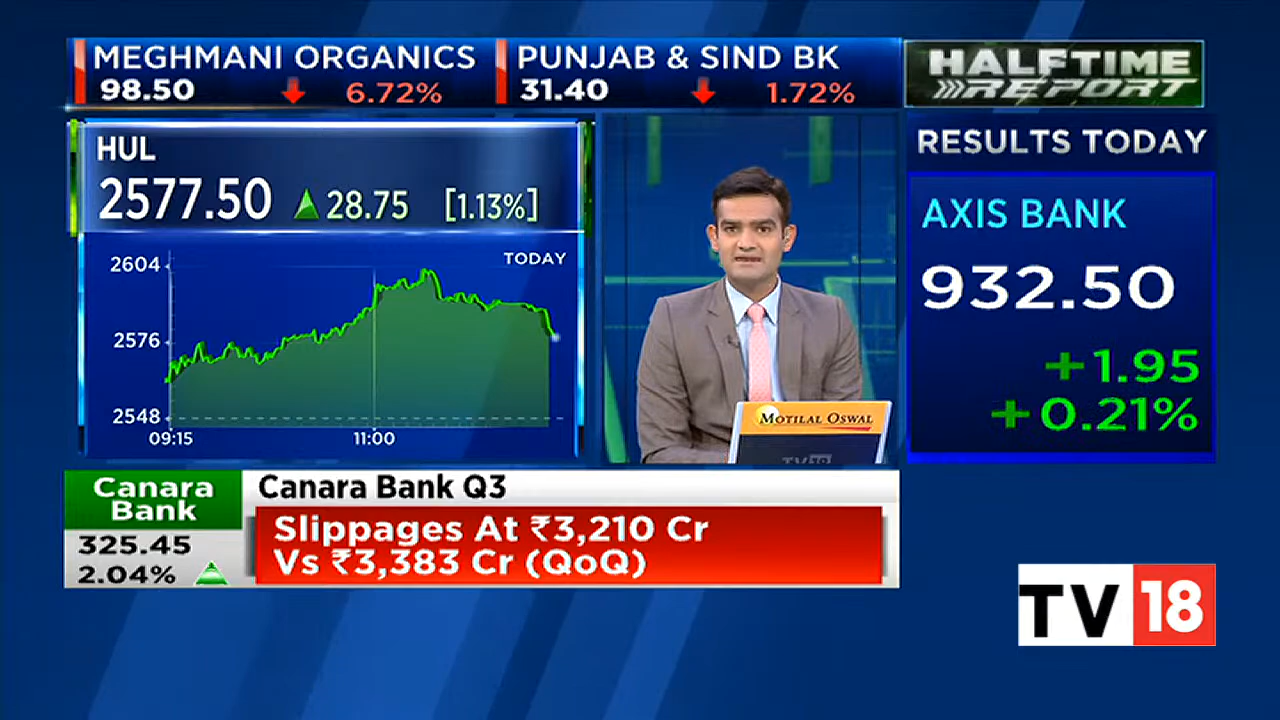 MEGHMANI ORGANICS
98.50 6.72%
PUNJAB & SIND BK
31.40 1.72%
HALFTIME
REPORT
HUL
2577.50 28.75 [1.13%]
TODAY
2604
2576
2548
09:15 11:00
MOTILAL OSWAL
TV18
RESULTS TODAY
AXIS BANK
932.50
+1.95
+0.21%
Canara
Bank
325.45
2.04%
Canara Bank Q3
Slippages At ₹3,210 Cr
Vs ₹3,383 Cr (QoQ)
TV18